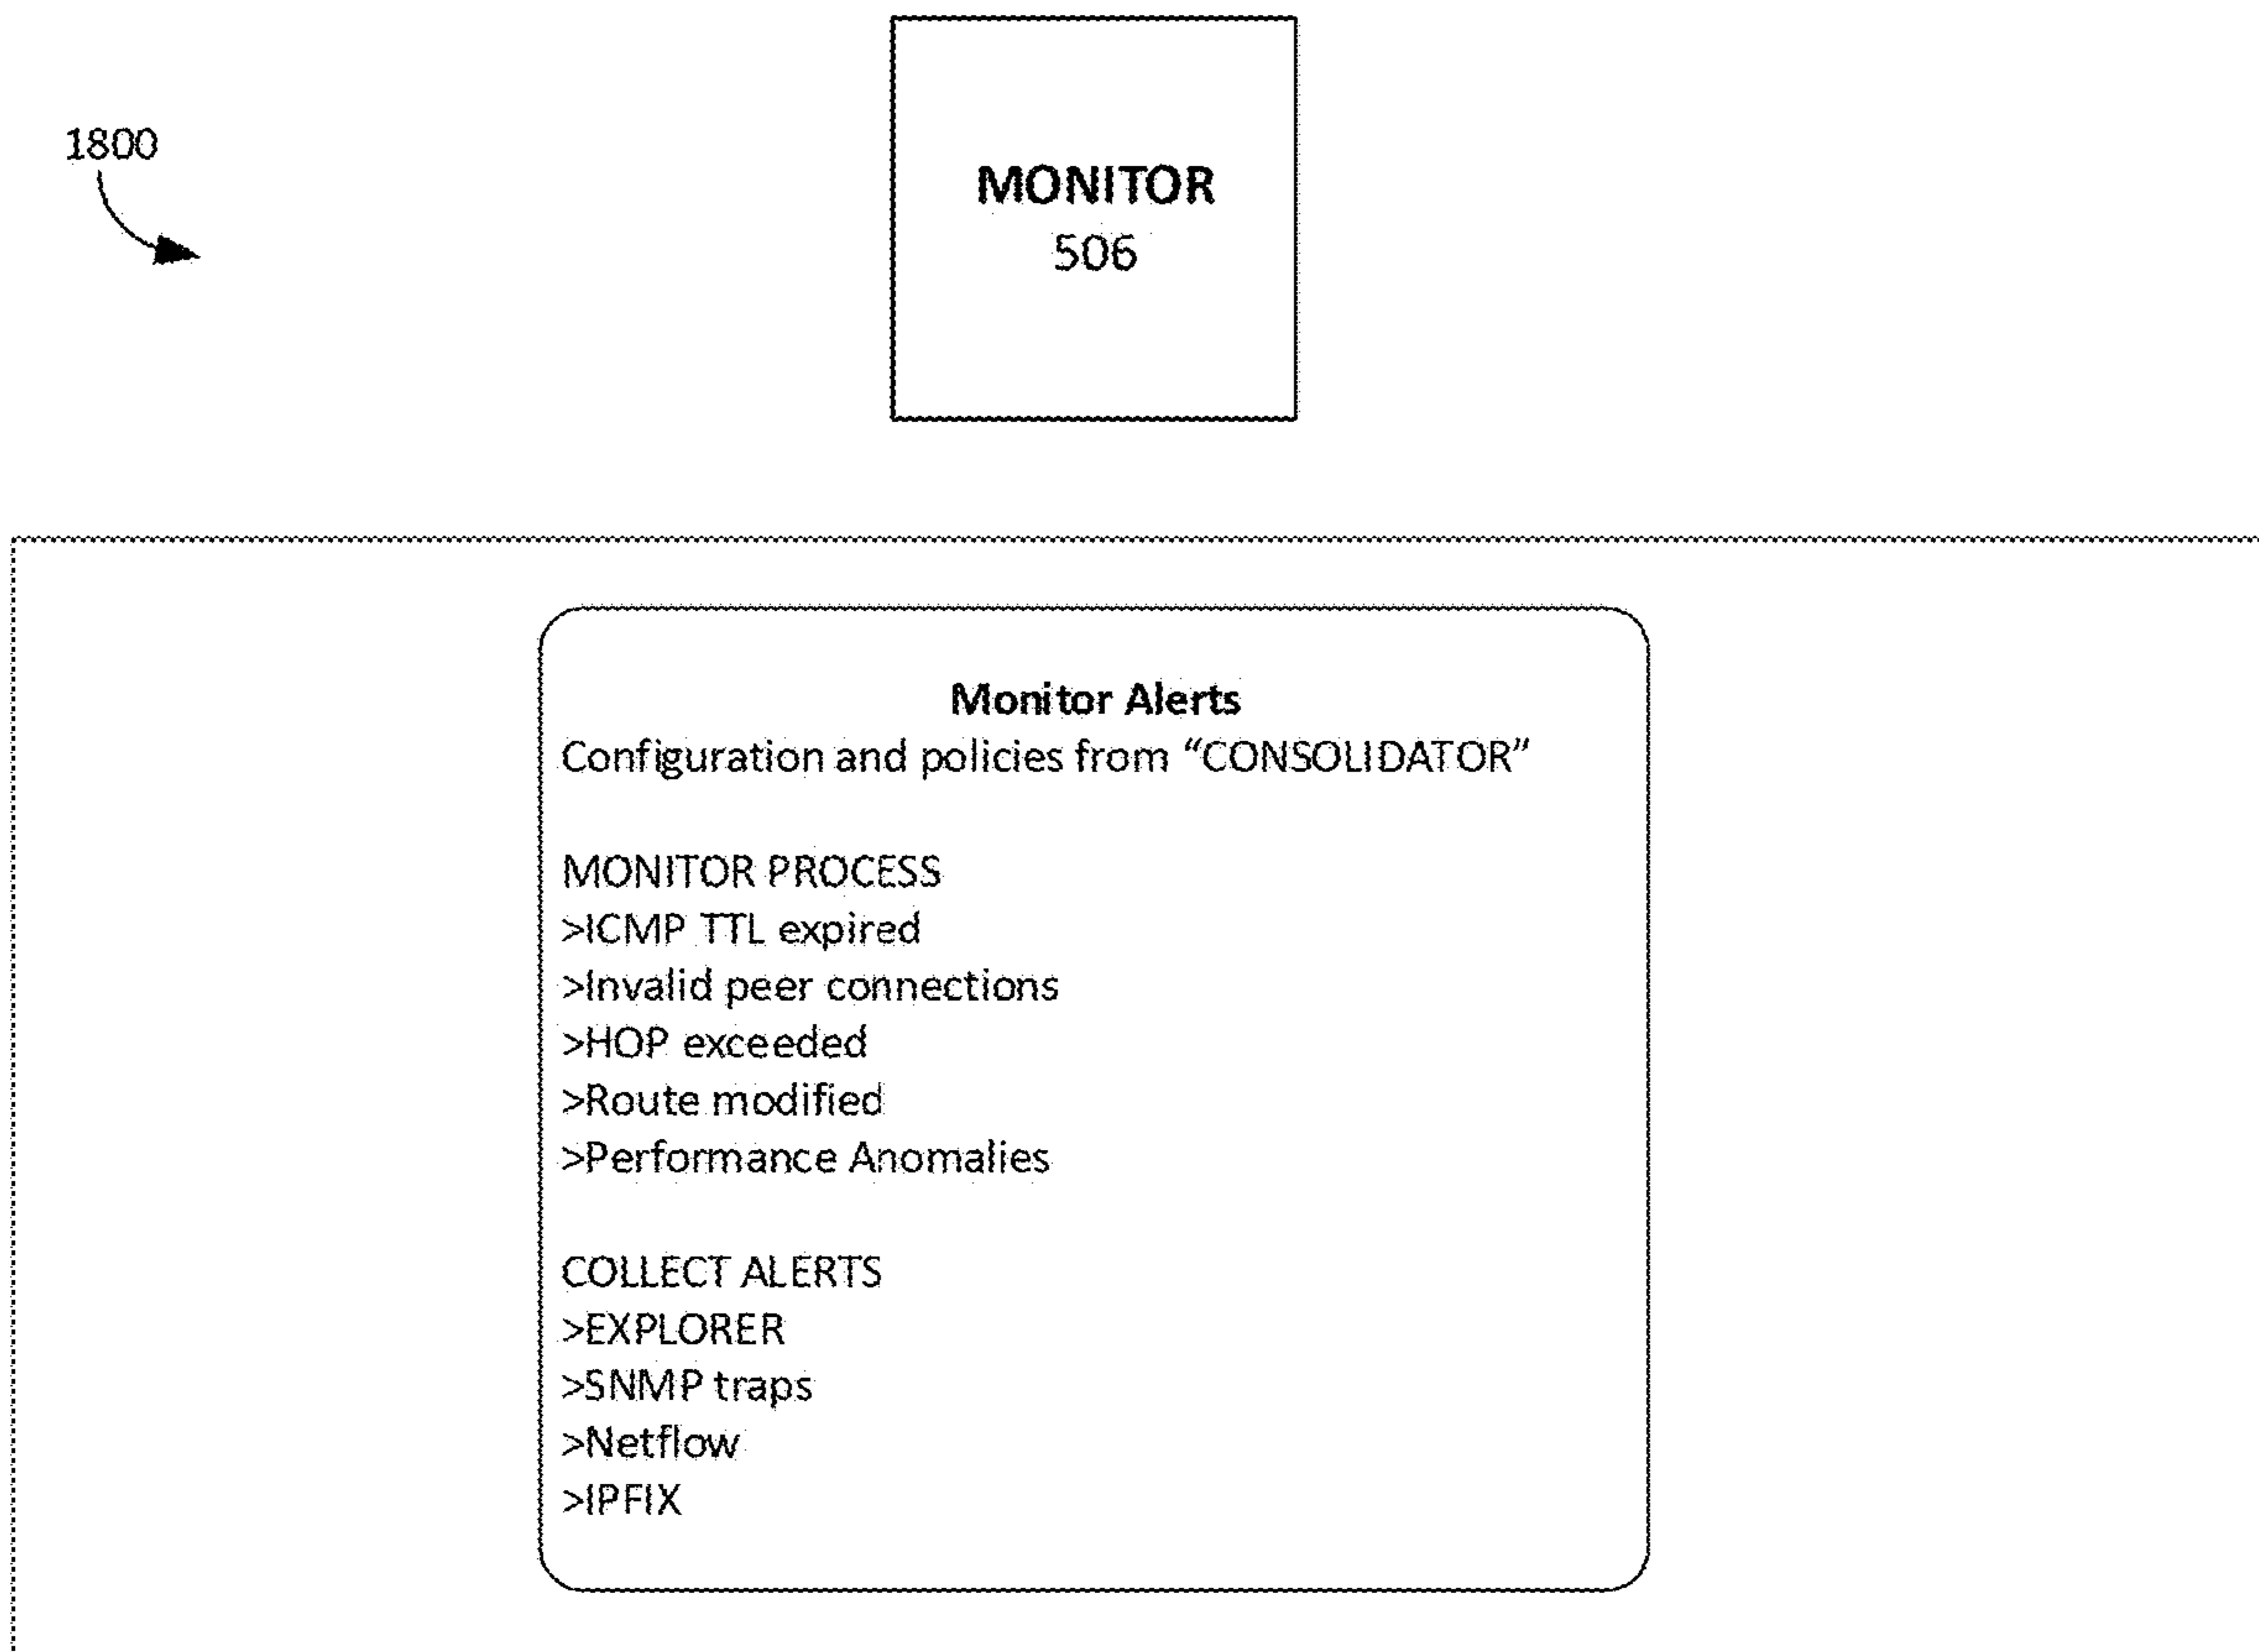 1800
MONITOR
506
Monitor Alerts
Configuration and policies from “CONSOLIDATOR”
MONITOR PROCESS
>ICMP TTL expired
>Invalid peer connections
>HOP exceeded
>Route modified
>Performance Anomalies
COLLECT ALERTS
>EXPLORER
>SNMP traps
>Netflow
>IPFIX